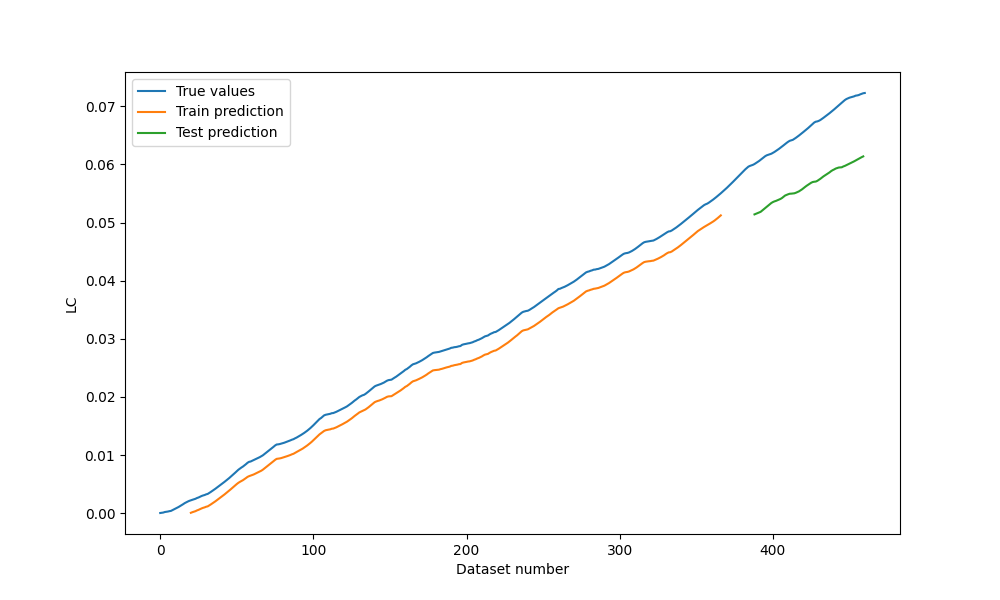 True values
Train prediction
Test prediction
0.07
0.06
0.05
0.04
0.03
0.02
0.01
0.00
LC
0 100 200 300 400
Dataset number